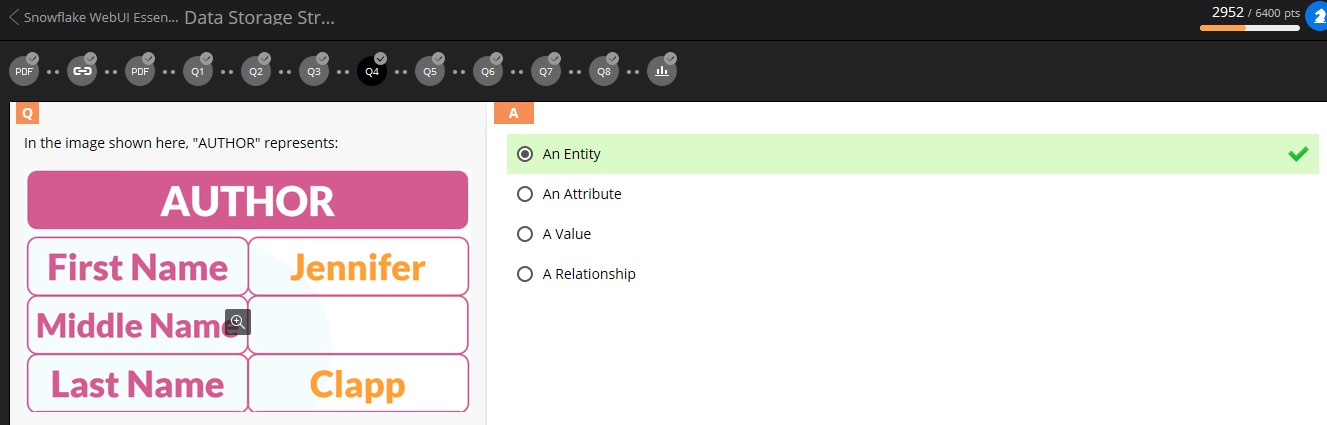 Snowflake WebUI Essen... Data Storage Str...
2952 / 6400 pts
PDF
PDF
Q1
Q2
Q3
Q4
Q5
Q6
Q7
Q8
Q
In the image shown here, "AUTHOR" represents:
AUTHOR
First Name Jennifer
Middle Name
Last Name Clapp
A
An Entity
An Attribute
A Value
A Relationship